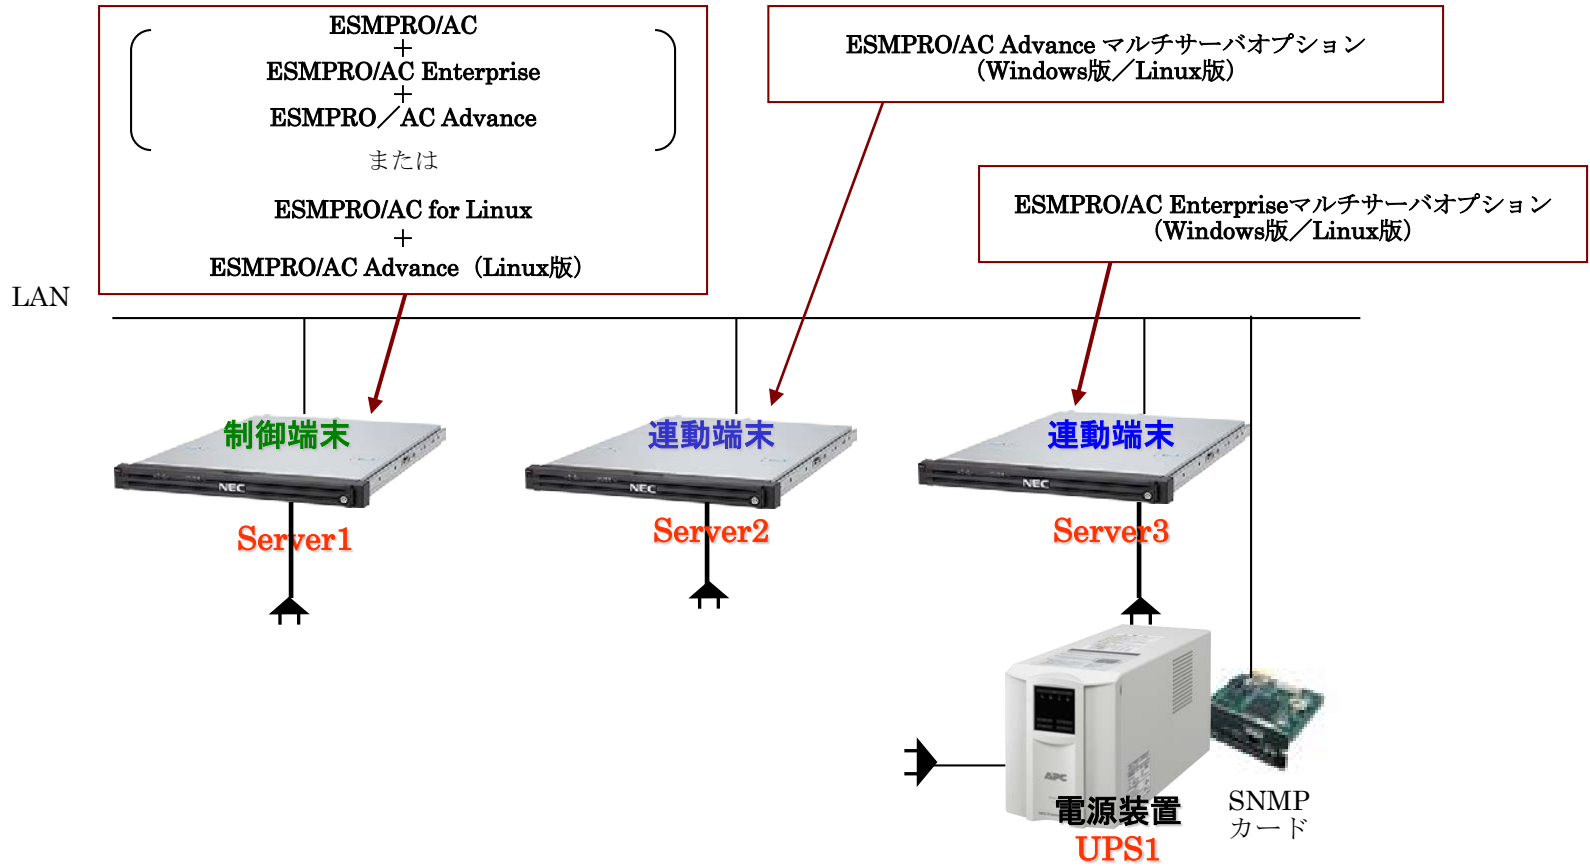 ESMPRO/AC
+
ESMPRO/AC Enterprise
+
ESMPRO／AC Advance
または
ESMPRO/AC for Linux
+
ESMPRO/AC Advance（Linux版）
ESMPRO/AC Advance マルチサーバオプション
（Windows版／Linux版）
ESMPRO/AC Enterpriseマルチサーバオプション
（Windows版／Linux版）
LAN
制御端末
連動端末
連動端末
NEC
NEC
NEC
Server1
Server2
Server3
APC
電源装置
UPS1
SNMP
カード